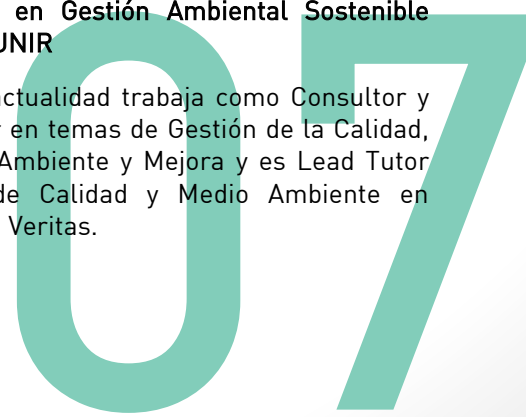 en Gestión Ambiental Sostenible
UNIR
actualidad trabaja como Consultor y
en temas de Gestión de la Calidad,
Ambiente y Mejora y es Lead Tutor
de Calidad y Medio Ambiente en
Veritas.
07